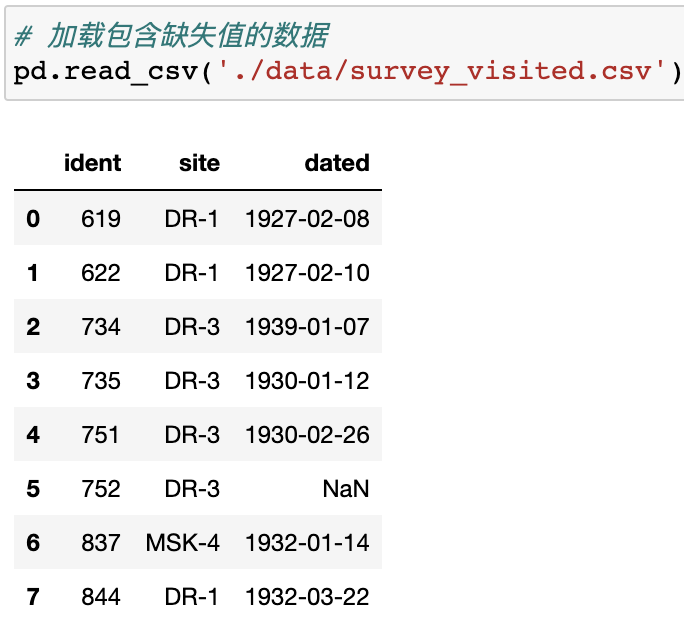 # 加载包含缺失值的数据
pd.read_csv('./data/survey_visited.csv')
ident site dated
0 619 DR-1 1927-02-08
1 622 DR-1 1927-02-10
2 734 DR-3 1939-01-07
3 735 DR-3 1930-01-12
4 751 DR-3 1930-02-26
5 752 DR-3 NaN
6 837 MSK-4 1932-01-14
7 844 DR-1 1932-03-22